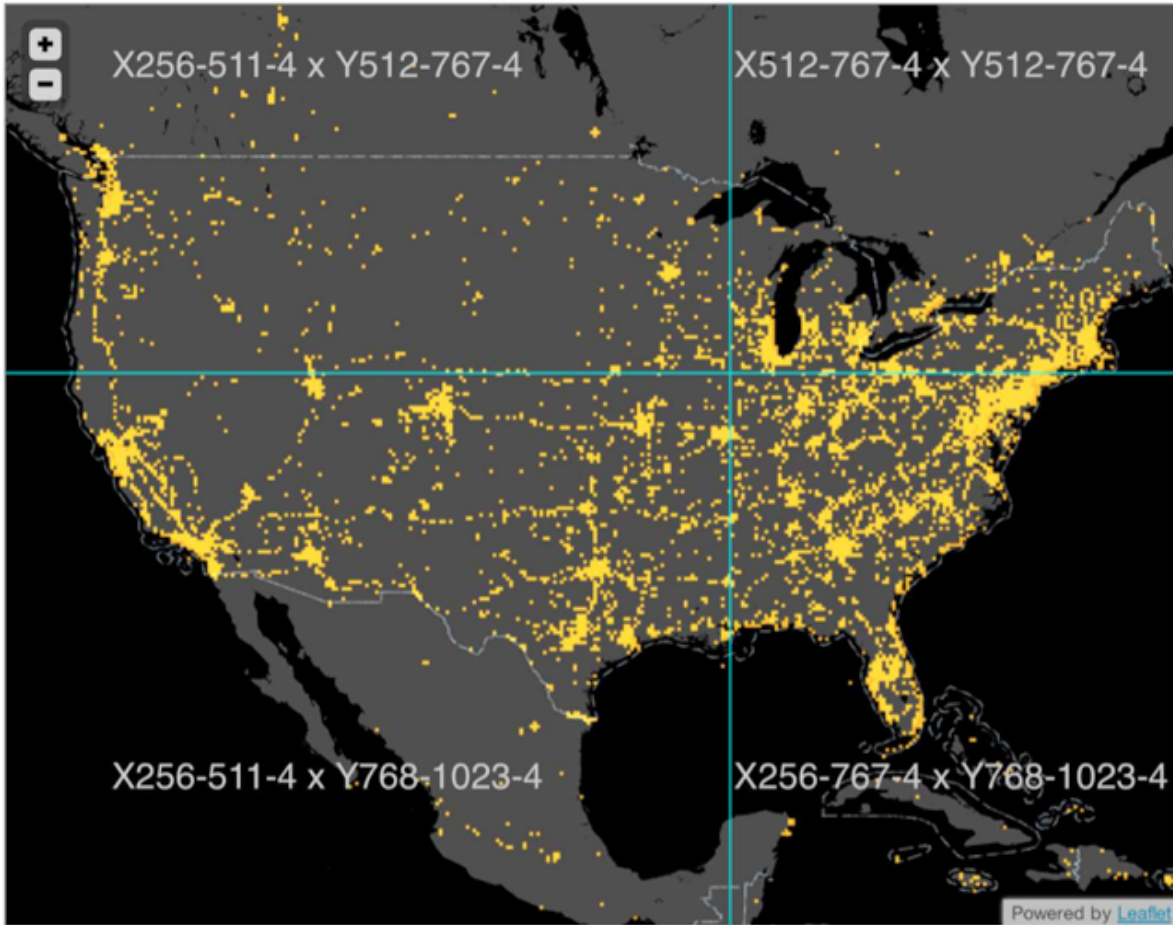 +
X256-511-4 x Y512-767-4
X512-767-4 x Y512-767-4
−
X256-511-4 x Y768-1023-4
X256-767-4 x Y768-1023-4
Powered by Leaflet